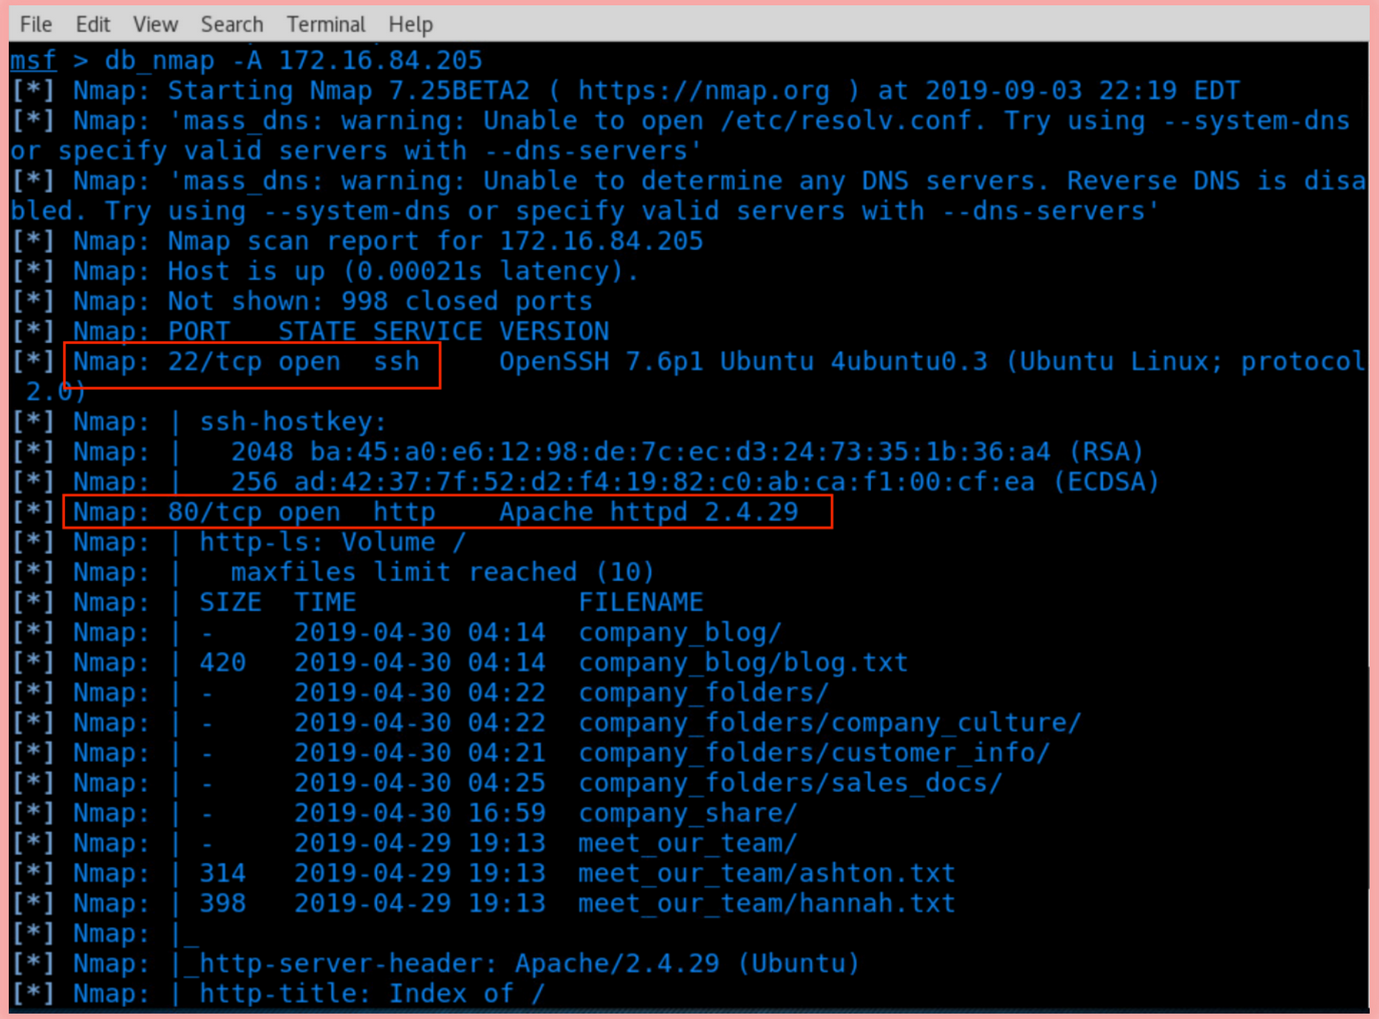 File Edit View Search Terminal Help
msf > db_nmap -A 172.16.84.205
[*] Nmap: Starting Nmap 7.25BETA2 ( https://nmap.org ) at 2019-09-03 22:19 EDT
[*] Nmap: 'mass_dns: warning: Unable to open /etc/resolv.conf. Try using --system-dns
or specify valid servers with --dns-servers'
[*] Nmap: 'mass_dns: warning: Unable to determine any DNS servers. Reverse DNS is disa
bled. Try using --system-dns or specify valid servers with --dns-servers'
[*] Nmap: Nmap scan report for 172.16.84.205
[*] Nmap: Host is up (0.00021s latency).
[*] Nmap: Not shown: 998 closed ports
[*] Nmap: PORT   STATE SERVICE VERSION
[*] Nmap: 22/tcp open  ssh     OpenSSH 7.6p1 Ubuntu 4ubuntu0.3 (Ubuntu Linux; protocol
 2.0)
[*] Nmap: | ssh-hostkey:
[*] Nmap: |   2048 ba:45:a0:e6:12:98:de:7c:ec:d3:24:73:35:1b:36:a4 (RSA)
[*] Nmap: |   256 ad:42:37:7f:52:d2:f4:19:82:c0:ab:ca:f1:00:cf:ea (ECDSA)
[*] Nmap: 80/tcp open  http    Apache httpd 2.4.29
[*] Nmap: | http-ls: Volume /
[*] Nmap: |   maxfiles limit reached (10)
[*] Nmap: | SIZE  TIME              FILENAME
[*] Nmap: | -     2019-04-30 04:14  company_blog/
[*] Nmap: | 420   2019-04-30 04:14  company_blog/blog.txt
[*] Nmap: | -     2019-04-30 04:22  company_folders/
[*] Nmap: | -     2019-04-30 04:22  company_folders/company_culture/
[*] Nmap: | -     2019-04-30 04:21  company_folders/customer_info/
[*] Nmap: | -     2019-04-30 04:25  company_folders/sales_docs/
[*] Nmap: | -     2019-04-30 16:59  company_share/
[*] Nmap: | -     2019-04-29 19:13  meet_our_team/
[*] Nmap: | 314   2019-04-29 19:13  meet_our_team/ashton.txt
[*] Nmap: | 398   2019-04-29 19:13  meet_our_team/hannah.txt
[*] Nmap: |_
[*] Nmap: |_http-server-header: Apache/2.4.29 (Ubuntu)
[*] Nmap: | http-title: Index of /